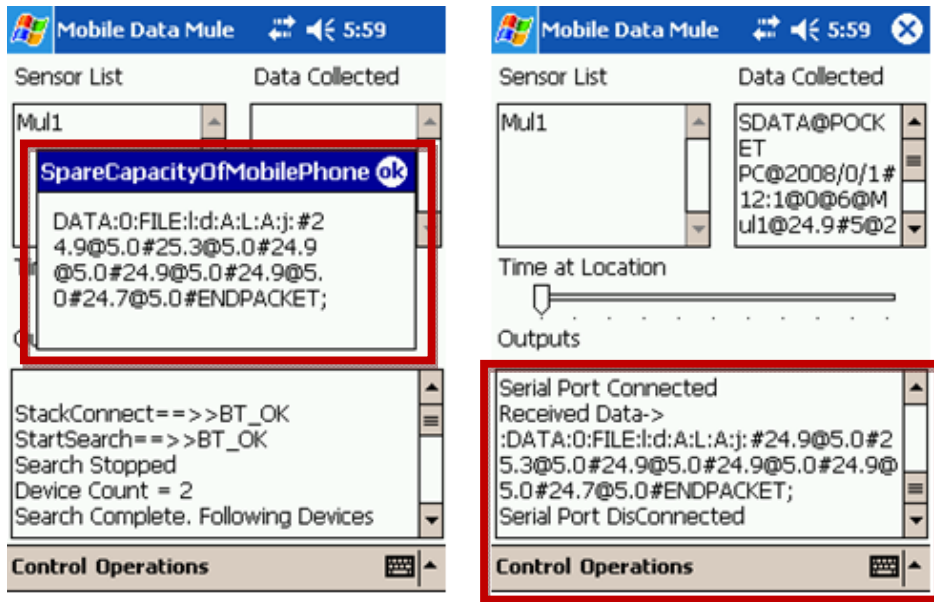 Mobile Data Mule 5:59
Sensor List Data Collected
Mul1
SpareCapacityOfMobilePhone ok
DATA:0:FILE:l:d:A:L:A:j:#2
4.9@5.0#25.3@5.0#24.9
@5.0#24.9@5.0#24.9@5.
0#24.7@5.0#ENDPACKET;
StackConnect==>>BT_OK
StartSearch==>>BT_OK
Search Stopped
Device Count = 2
Search Complete. Following Devices
Control Operations
Mobile Data Mule 5:59
Sensor List Data Collected
Mul1
SDATA@POCK
ET
PC@2008/0/1#
12:1@0@6@M
ul1@24.9#5@2
Time at Location
Outputs
Serial Port Connected
Received Data->
:DATA:0:FILE:l:d:A:L:A:j:#24.9@5.0#2
5.3@5.0#24.9@5.0#24.9@5.0#24.9@
5.0#24.7@5.0#ENDPACKET;
Serial Port DisConnected
Control Operations